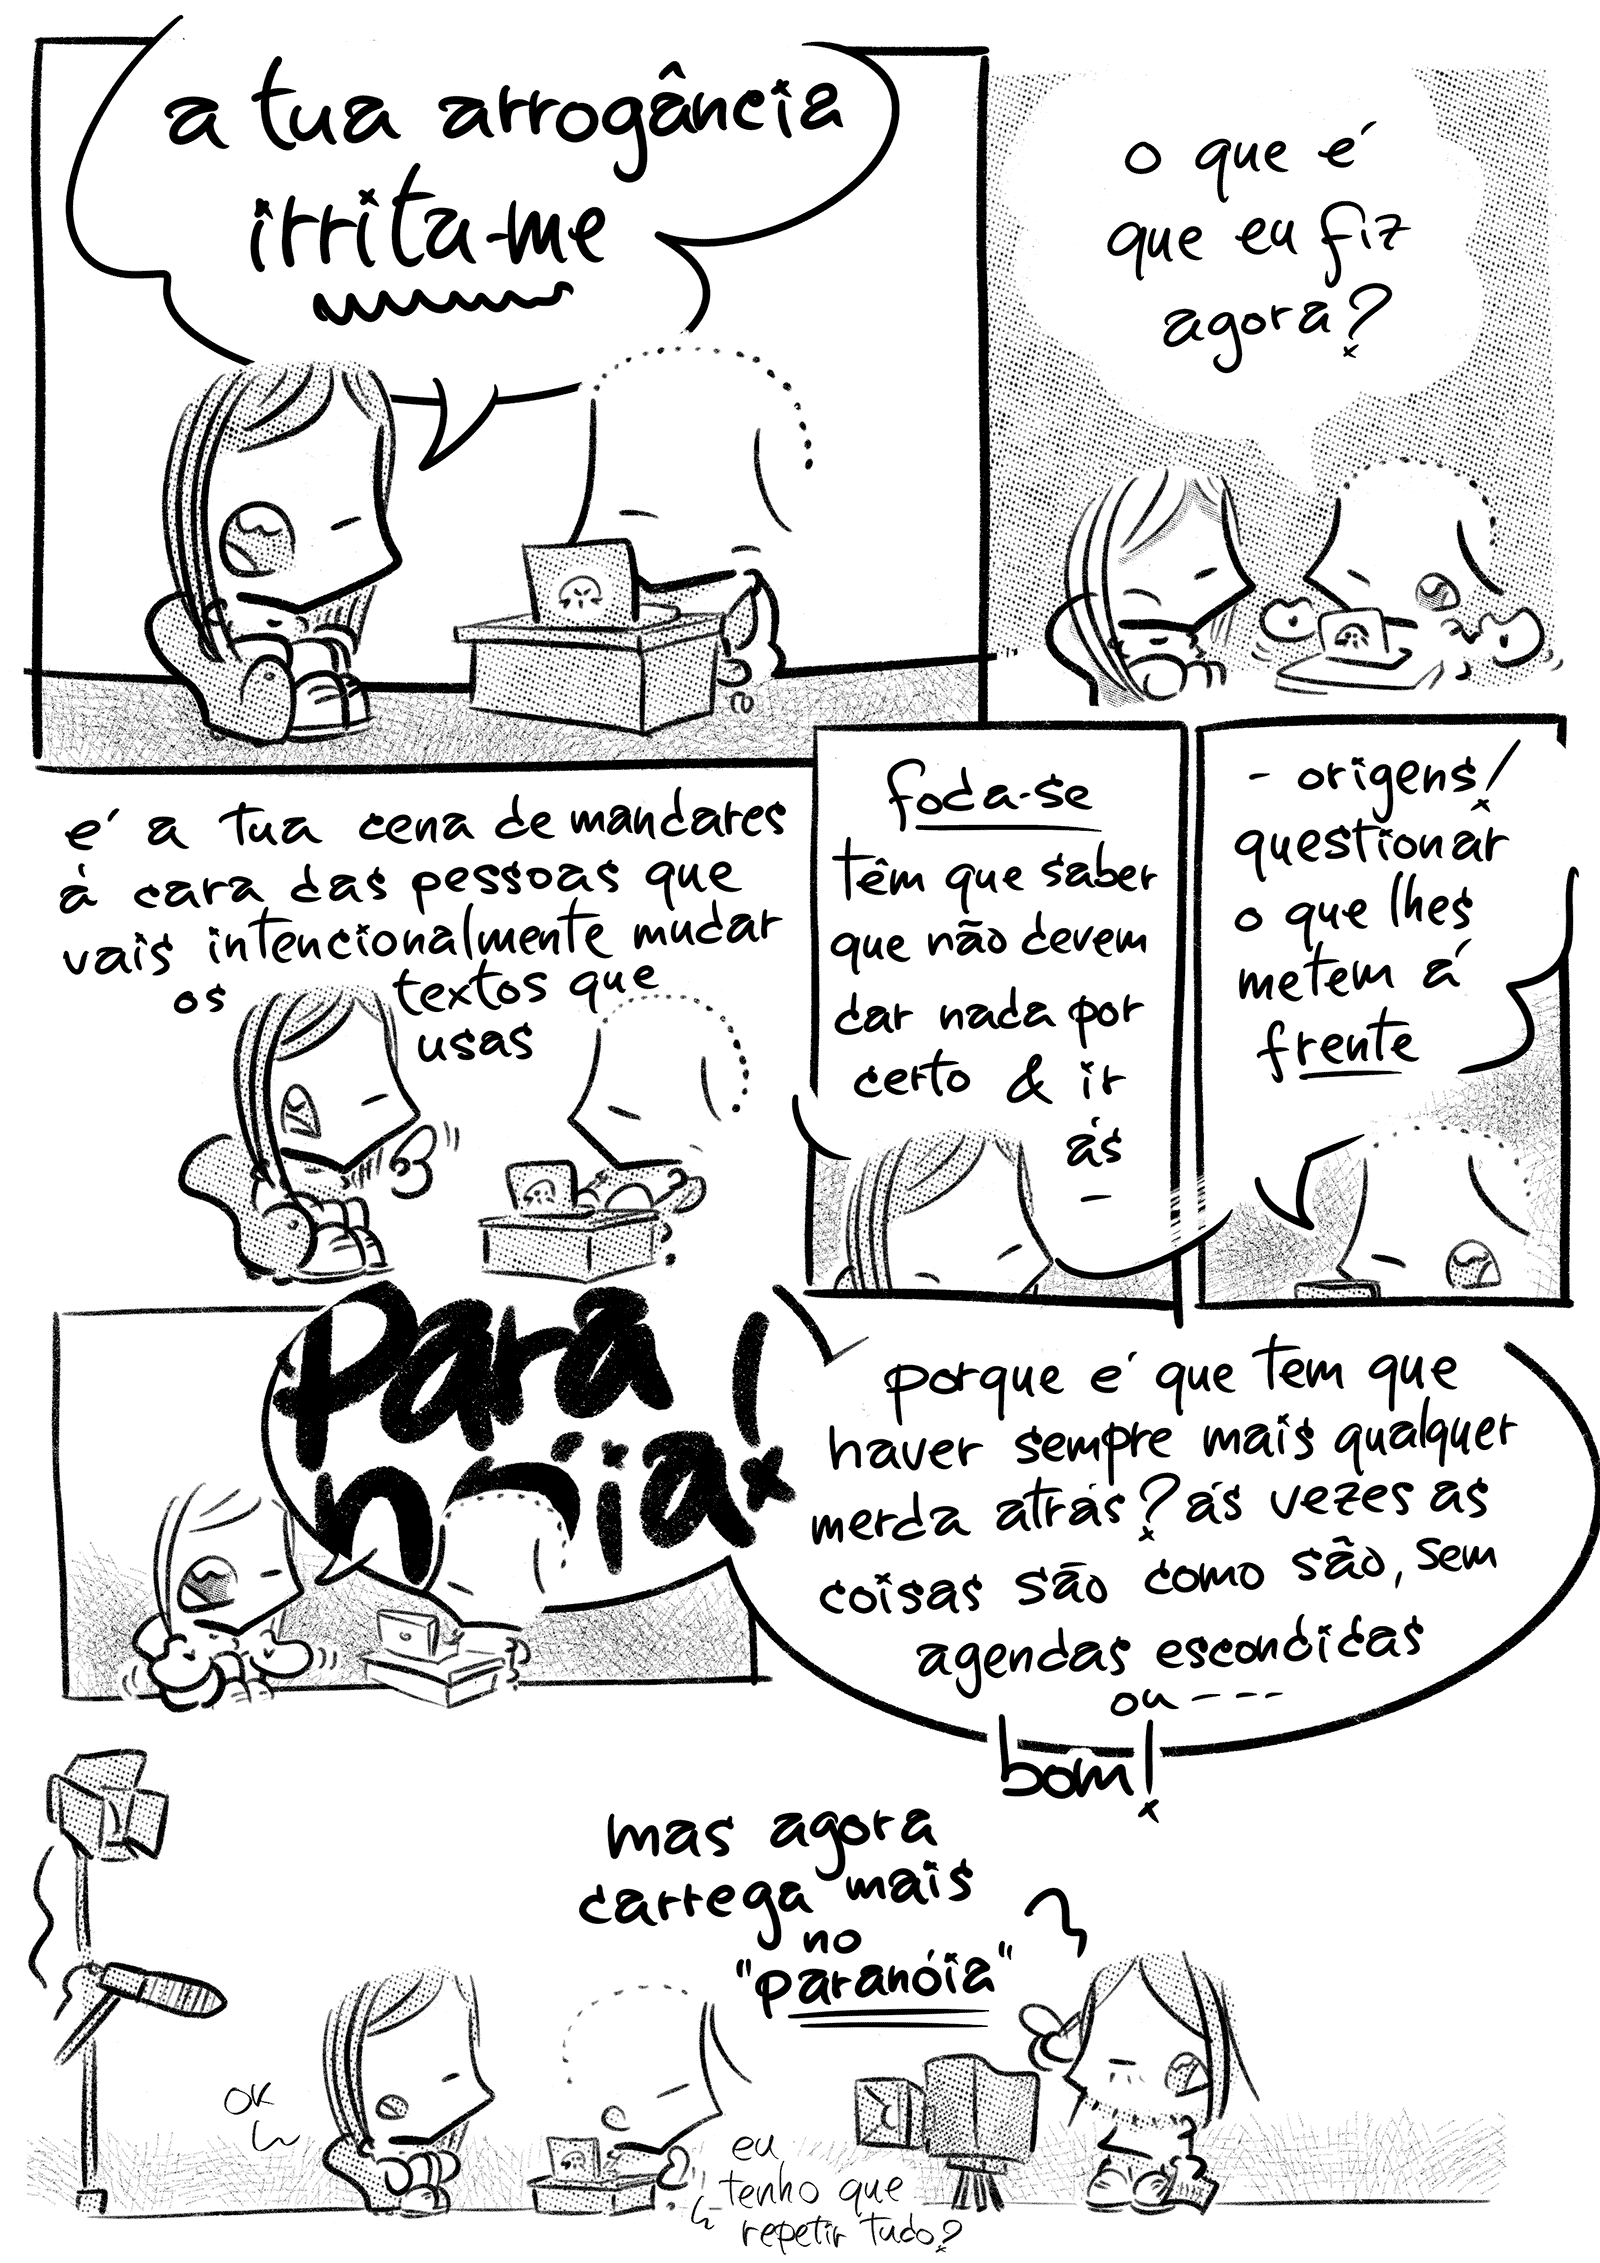 a tua arrogância
irrita-me
o que é
que eu fiz
agora?
é a tua cena de mandares
à cara das pessoas que
vais intencionalmente mudar
os textos que
usas
foda-se
têm que saber
que não devem
dar nada por
certo & ir
ás
-
- origens!
questionar
o que lhes
metem á
frente
Para
nóia!
porque é que tem que
haver sempre mais qualquer
merda atrás? ás vezes as
coisas são como são, sem
agendas escondidas
ou ---
bom!
mas agora
carrega mais
no
"paranóia"
OK
eu
tenho que
repetir tudo?